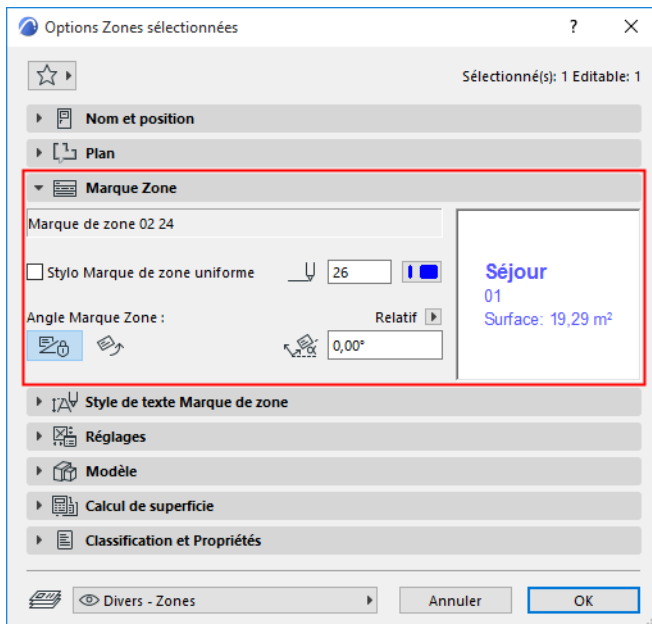 Options Zones sélectionnées
Sélectionné(s): 1 Editable: 1
Nom et position
Plan
Marque Zone
Marque de zone 02 24
Stylo Marque de zone uniforme
26
Angle Marque Zone :
Relatif
0,00°
Séjour
01
Surface: 19,29 m²
Style de texte Marque de zone
Réglages
Modèle
Calcul de superficie
Classification et Propriétés
Divers - Zones
Annuler
OK